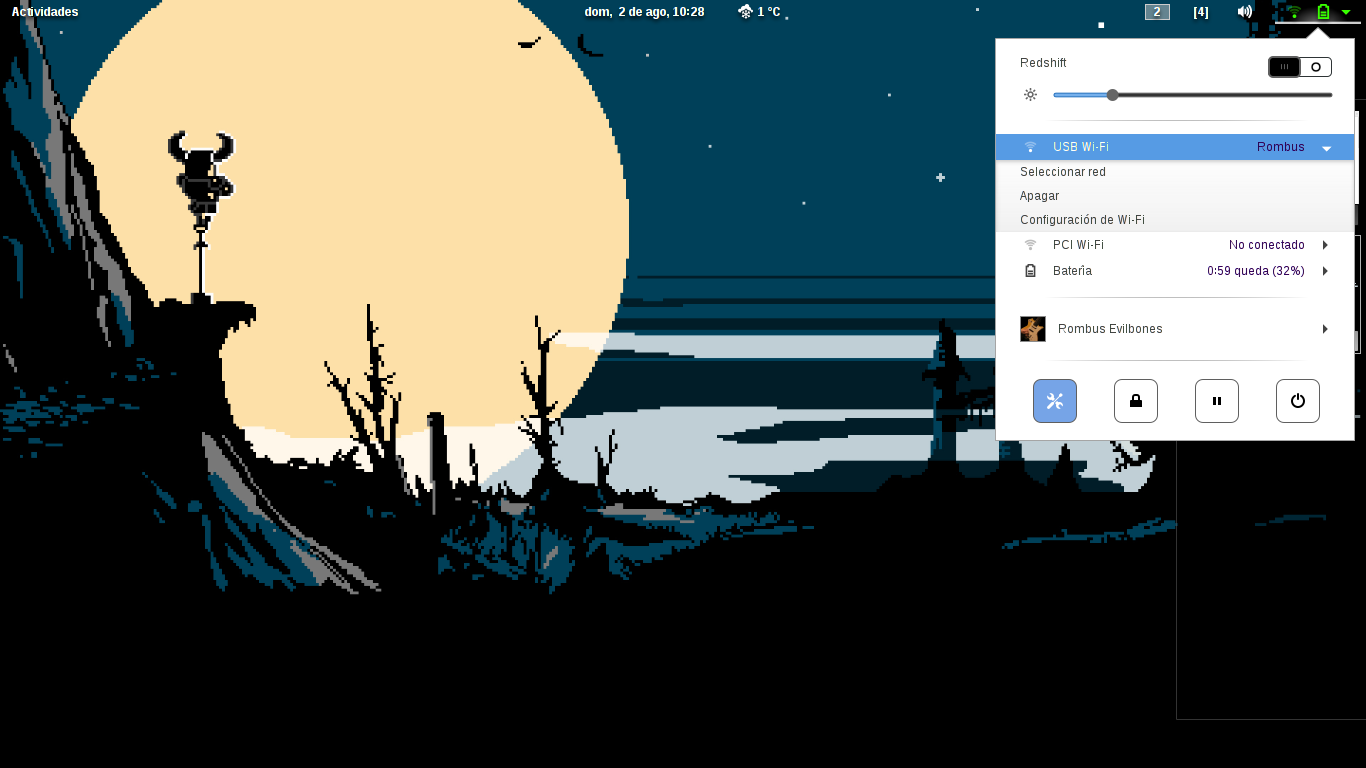 Actividades
dom, 2 de ago, 10:28
1 °C
2
[4]
Redshift
USB Wi-Fi Rombus
Seleccionar red
Apagar
Configuración de Wi-Fi
PCI Wi-Fi No conectado
Batería 0:59 queda (32%)
Rombus Evilbones